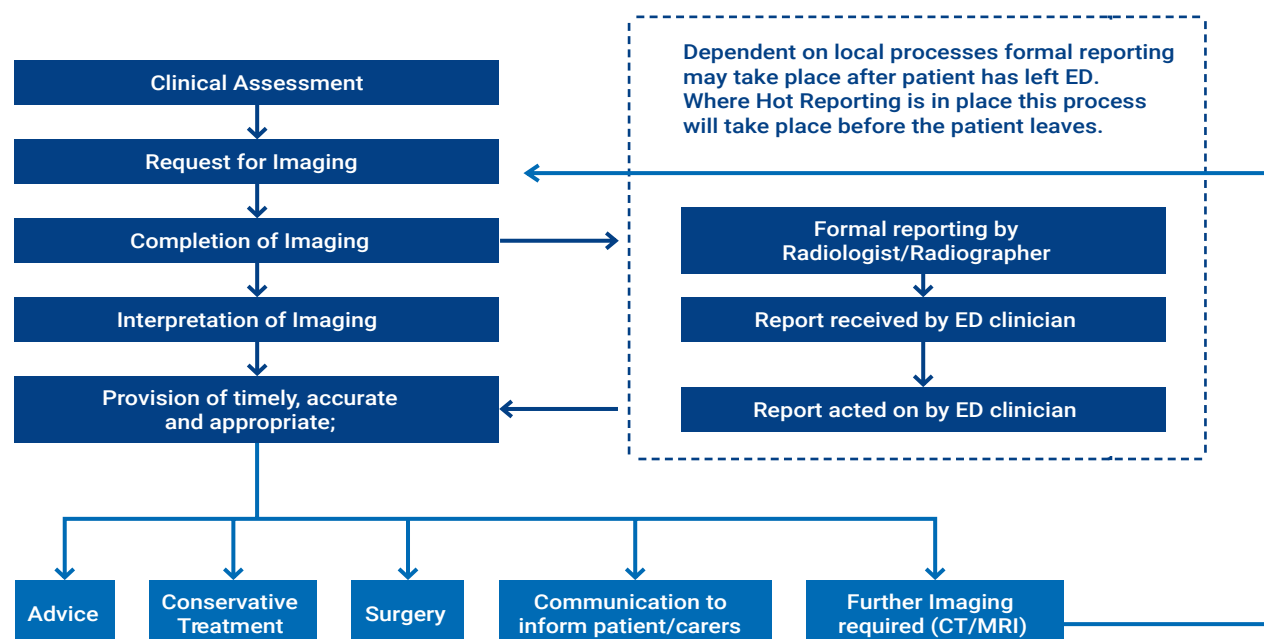 Clinical Assessment
Request for Imaging
Completion of Imaging
Interpretation of Imaging
Provision of timely, accurate
and appropriate;
Dependent on local processes formal reporting
may take place after patient has left ED.
Where Hot Reporting is in place this process
will take place before the patient leaves.
Formal reporting by
Radiologist/Radiographer
Report received by ED clinician
Report acted on by ED clinician
Advice
Conservative
Treatment
Surgery
Communication to
inform patient/carers
Further Imaging
required (CT/MRI)